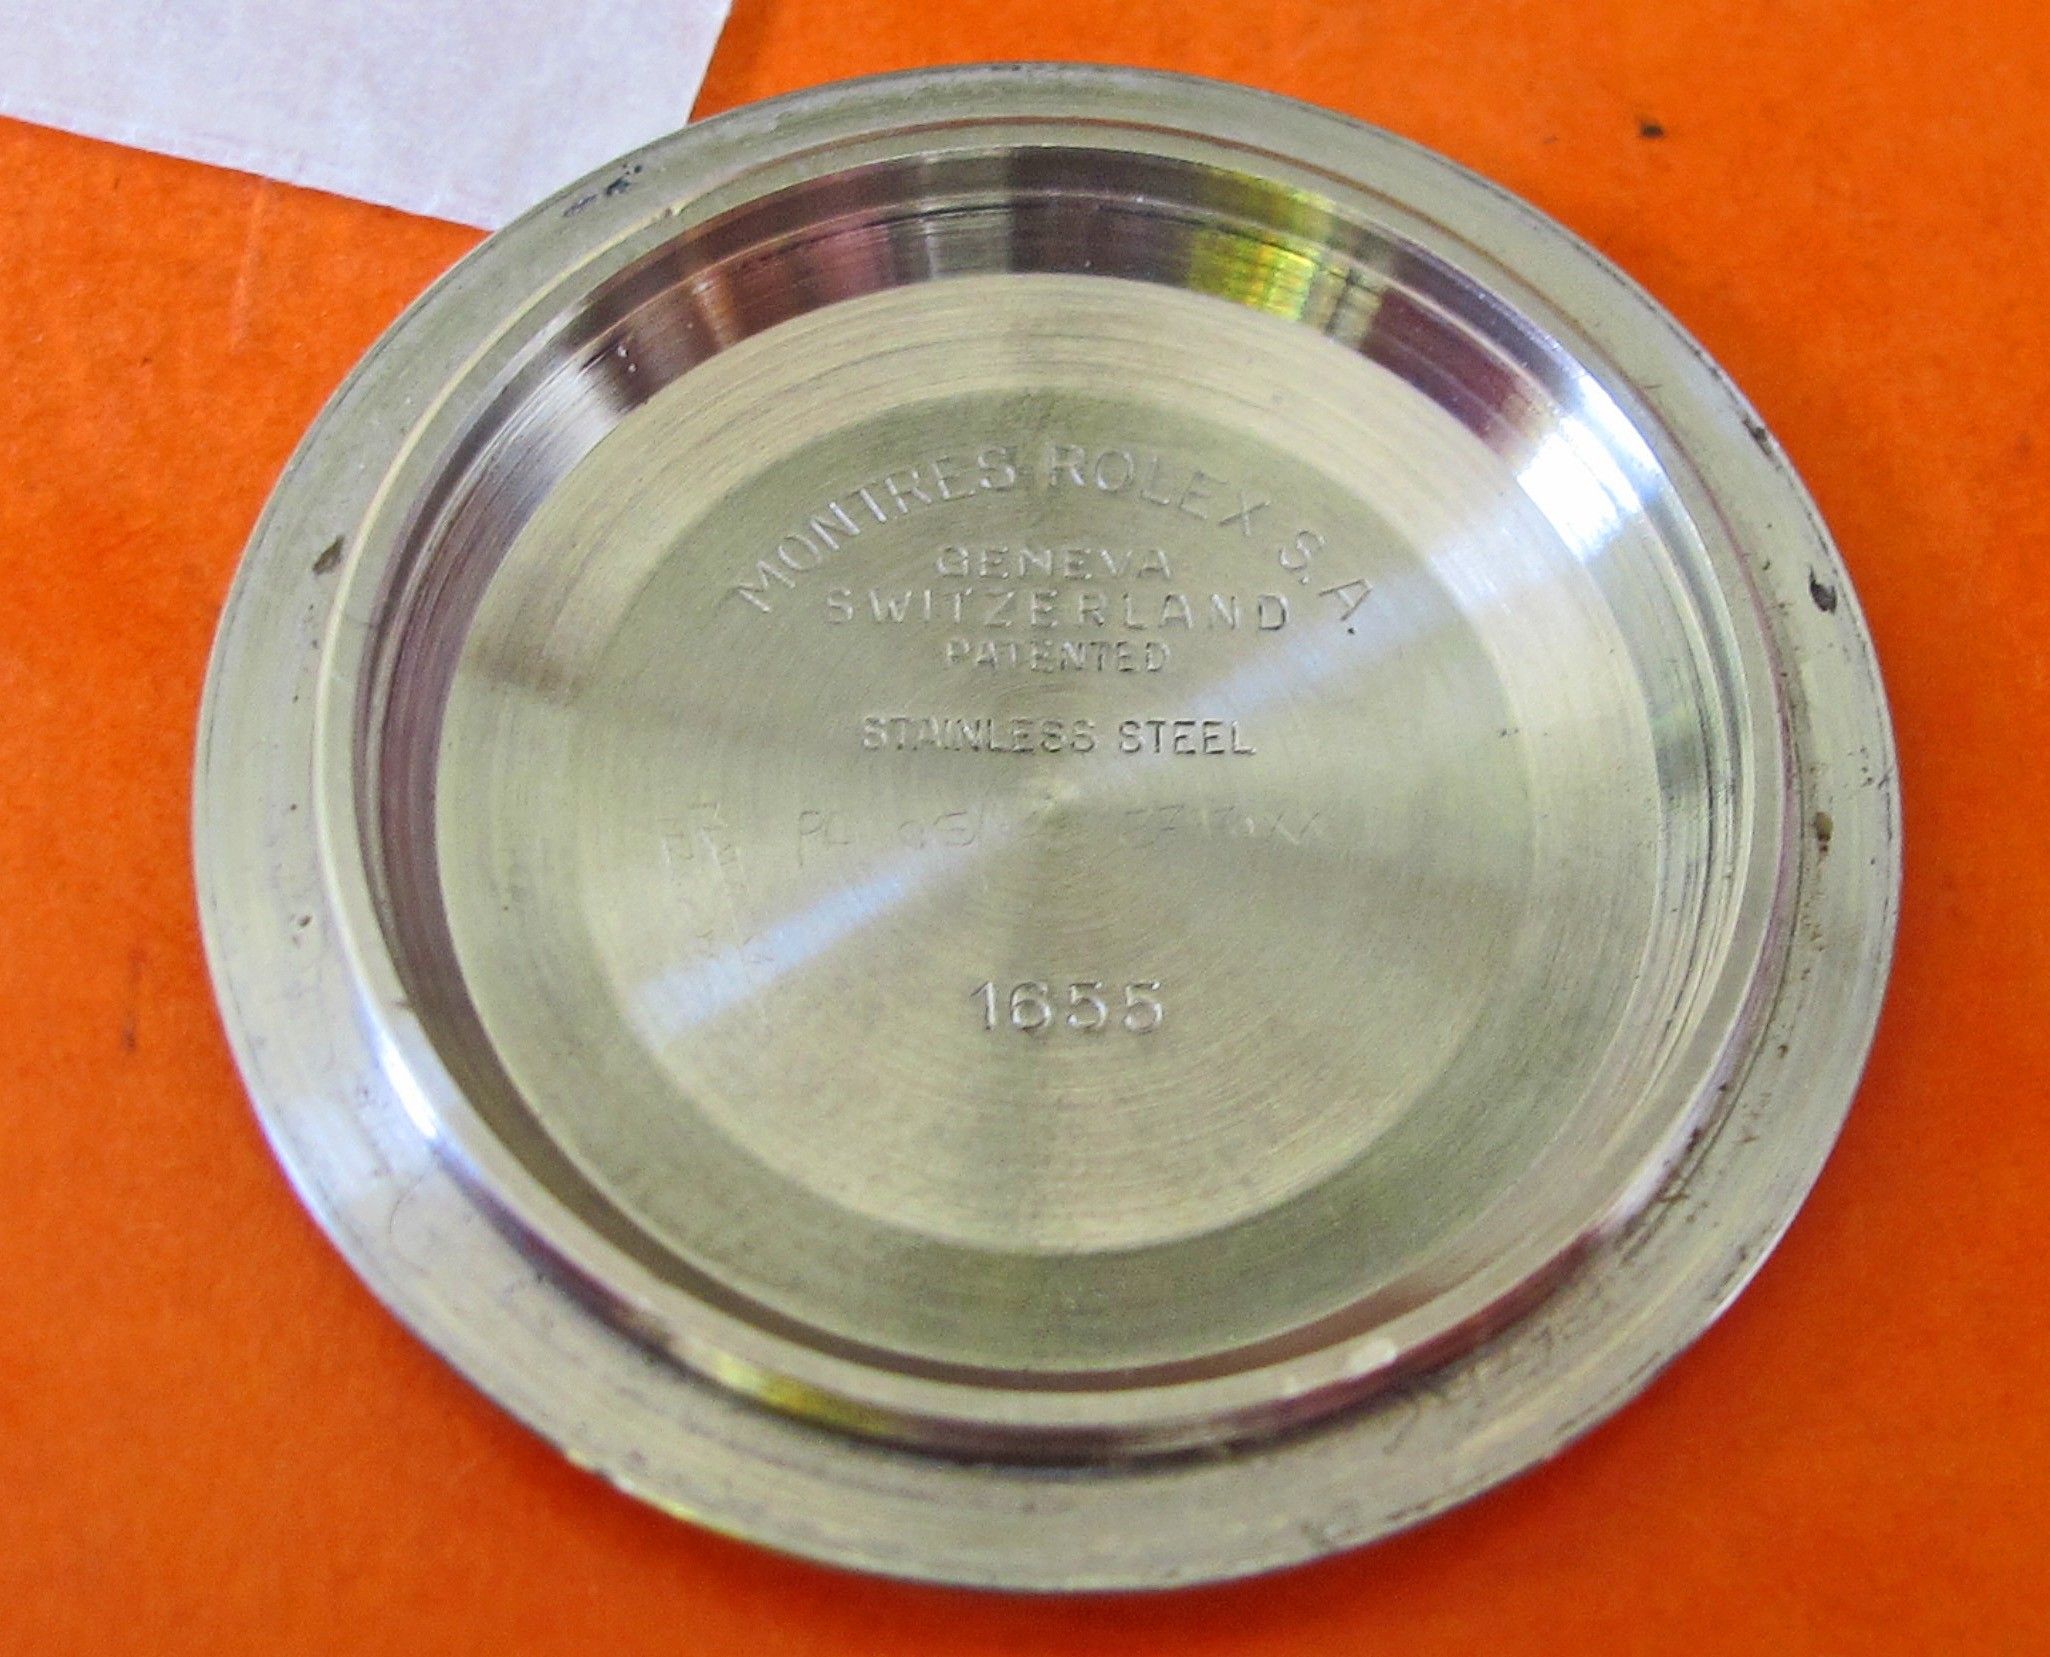 MONTRES ROLEX S.A.
GENEVA
SWITZERLAND
PATENTED
STAINLESS STEEL
1655